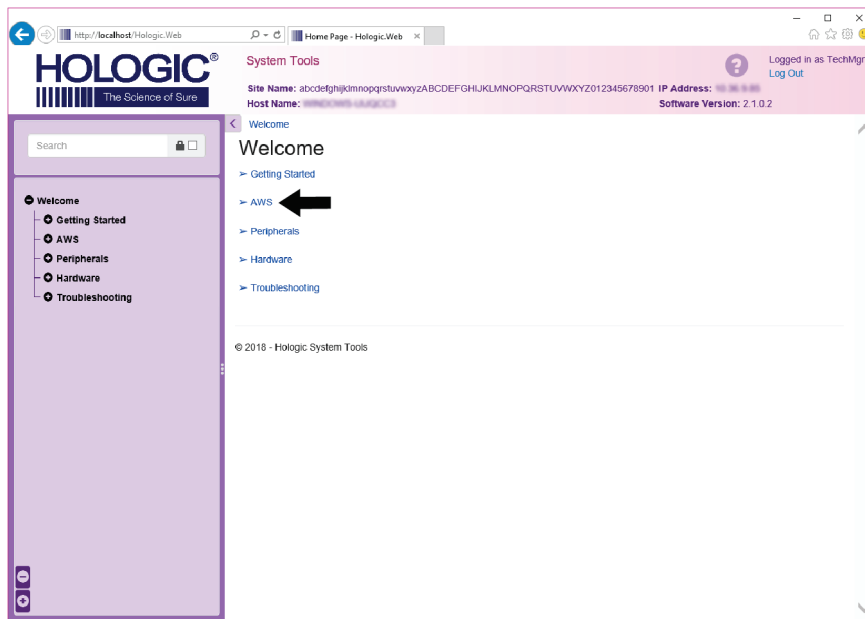 http://localhost/Hologic.Web
Home Page - Hologic.Web
HOLOGIC®
The Science of Sure
System Tools
Logged in as TechMgr
Log Out
Site Name: abcdefghijklmnopqrstuvwxyzABCDEFGHIJKLMNOPQRSTUVWXYZ012345678901 IP Address:
Host Name:
Software Version: 2.1.0.2
Search
Welcome
Getting Started
AWS
Peripherals
Hardware
Troubleshooting
Welcome
Welcome
➢ Getting Started
➢ AWS
➢ Peripherals
➢ Hardware
➢ Troubleshooting
© 2018 - Hologic System Tools